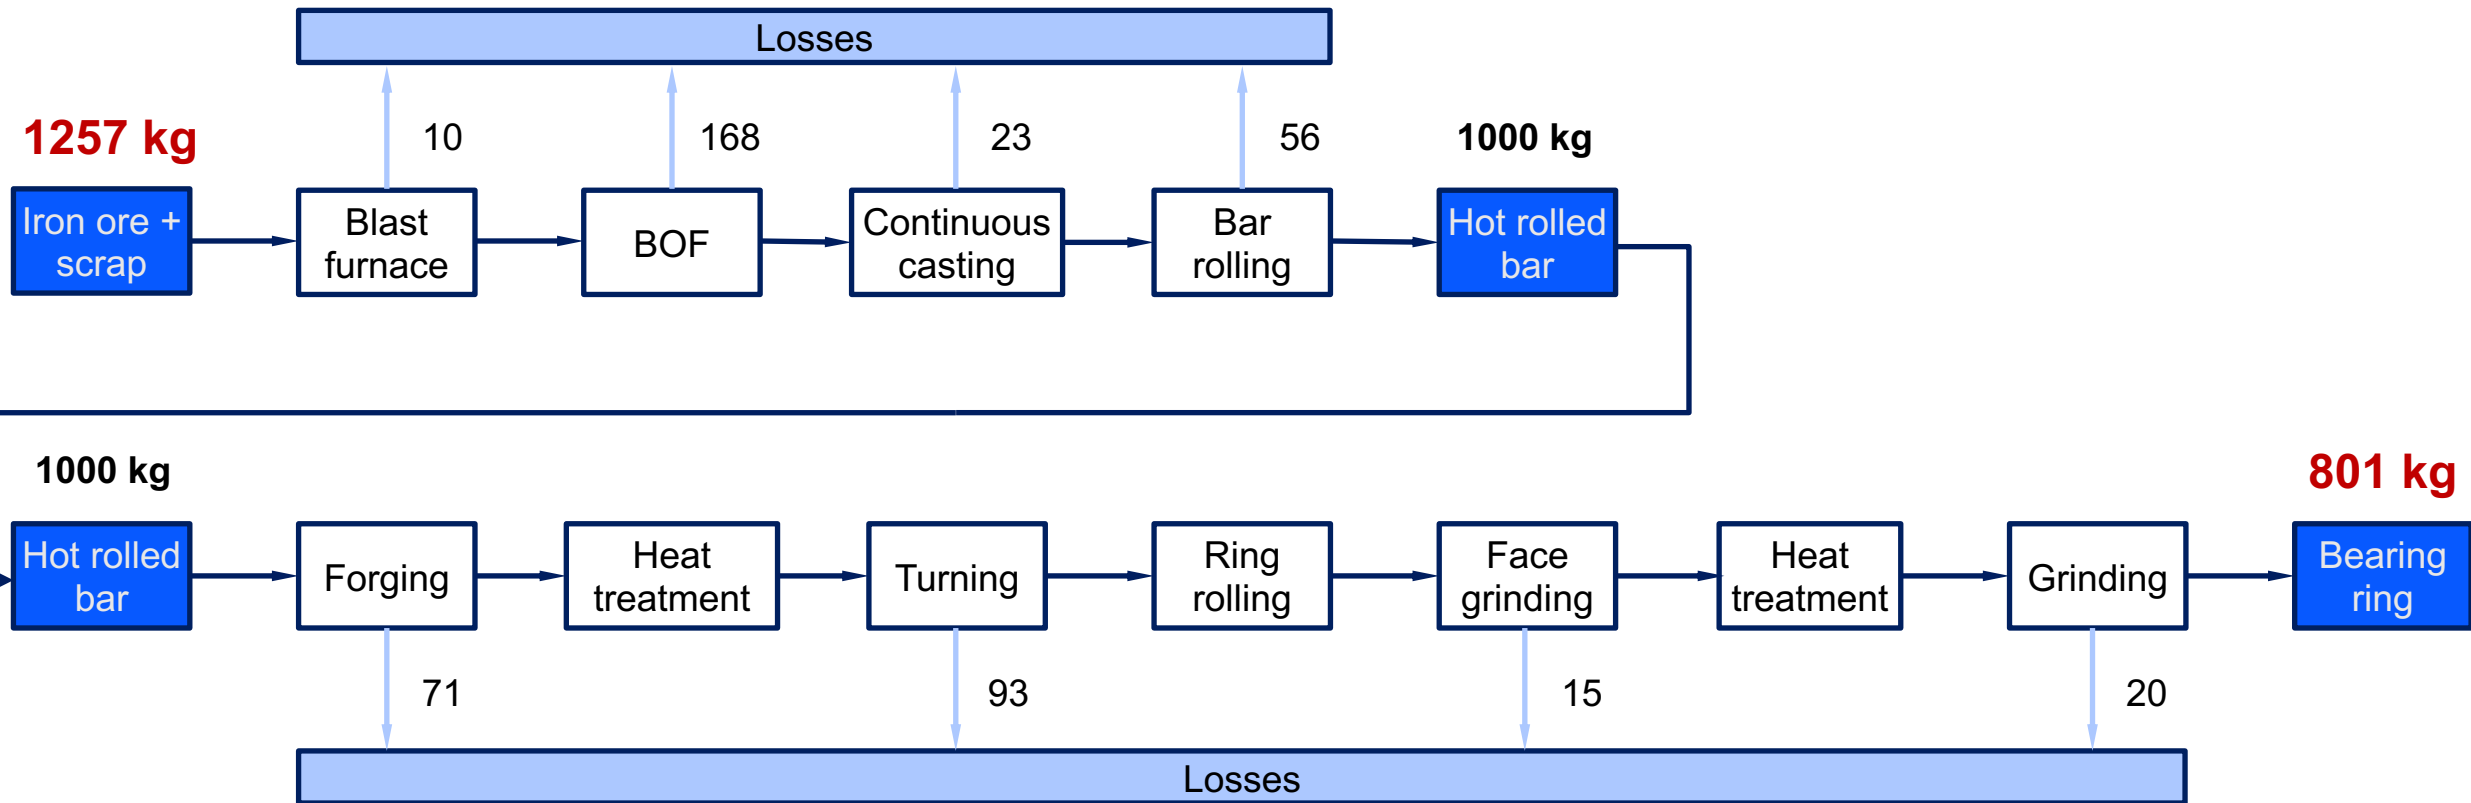 Losses
1257 kg
10
168
23
56
1000 kg
Iron ore +
scrap
Blast
furnace
BOF
Continuous
casting
Bar
rolling
Hot rolled
bar
1000 kg
801 kg
Hot rolled
bar
Forging
Heat
treatment
Turning
Ring
rolling
Face
grinding
Heat
treatment
Grinding
Bearing
ring
71
93
15
20
Losses